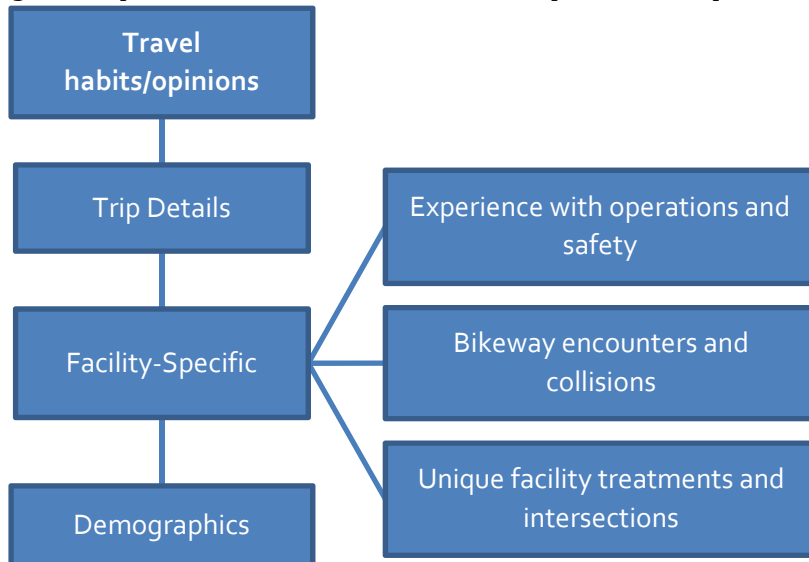 Travel
habits/opinions
Trip Details
Facility-Specific
Demographics
Experience with operations and
safety
Bikeway encounters and
collisions
Unique facility treatments and
intersections